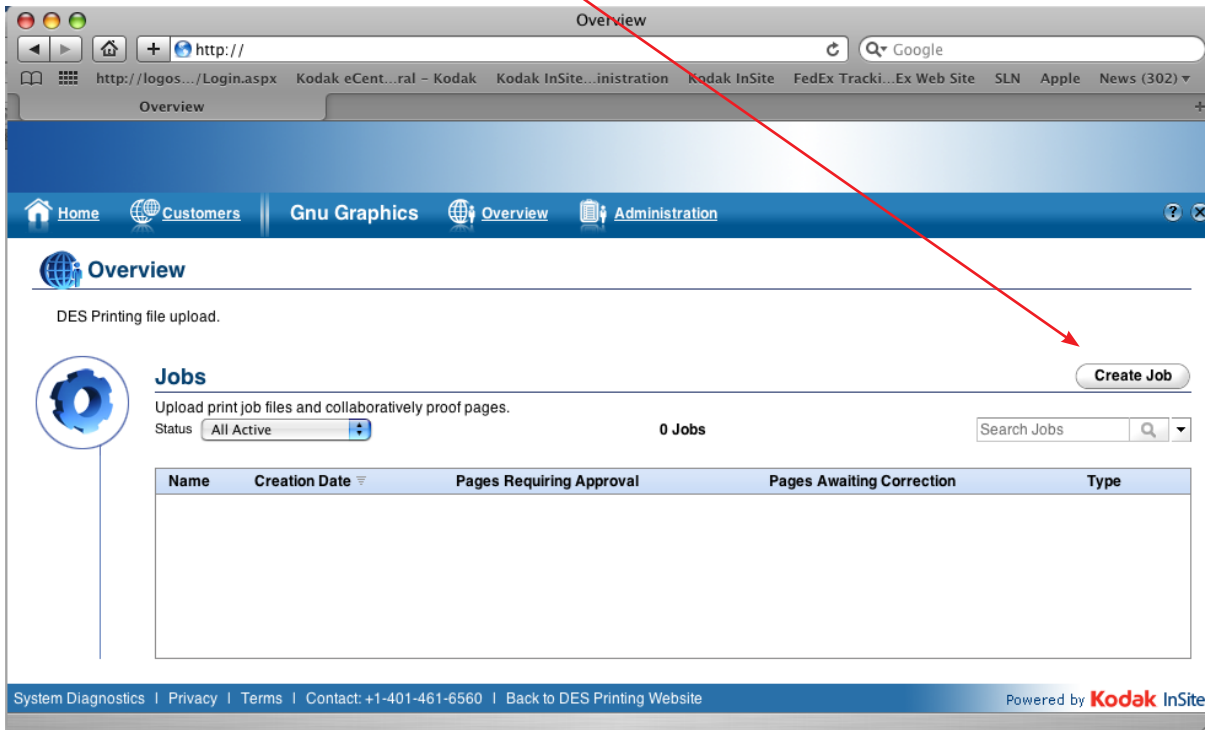 Overview
http://
Google
http://logos.../Login.aspx Kodak eCent...ral – Kodak Kodak InSite...inistration Kodak InSite FedEx Tracki...Ex Web Site SLN Apple News (302)
Overview
Home Customers Gnu Graphics Overview Administration
Overview
DES Printing file upload.
Jobs
Create Job
Upload print job files and collaboratively proof pages.
Status All Active 0 Jobs Search Jobs
Name Creation Date Pages Requiring Approval Pages Awaiting Correction Type
System Diagnostics | Privacy | Terms | Contact: +1-401-461-6560 | Back to DES Printing Website Powered by Kodak InSite